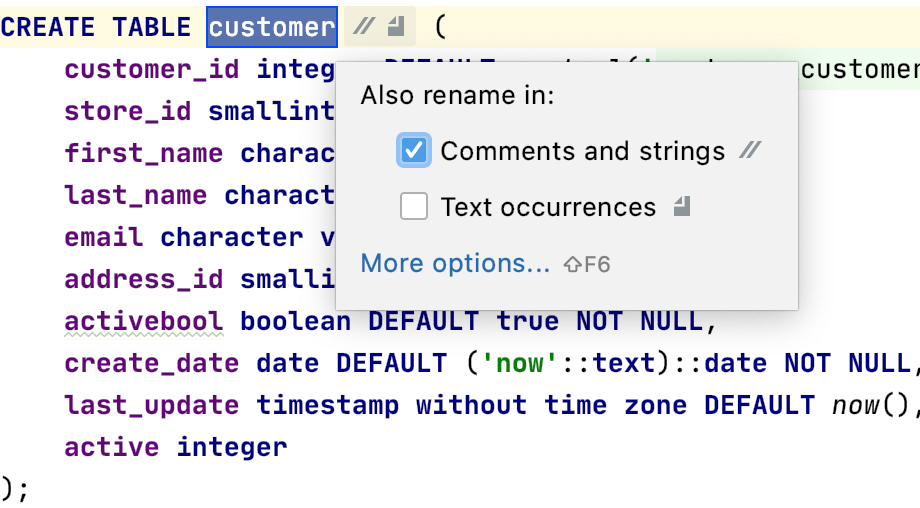 CREATE TABLE customer // (
customer_id integ customer
store_id smallint
Also rename in:
first_name charac
Comments and strings //
last_name charact
Text occurrences
email character v
address_id smalli
More options... ⇧F6
activebool boolean DEFAULT true NOT NULL,
create_date date DEFAULT ('now'::text)::date NOT NULL,
last_update timestamp without time zone DEFAULT now(),
active integer
);